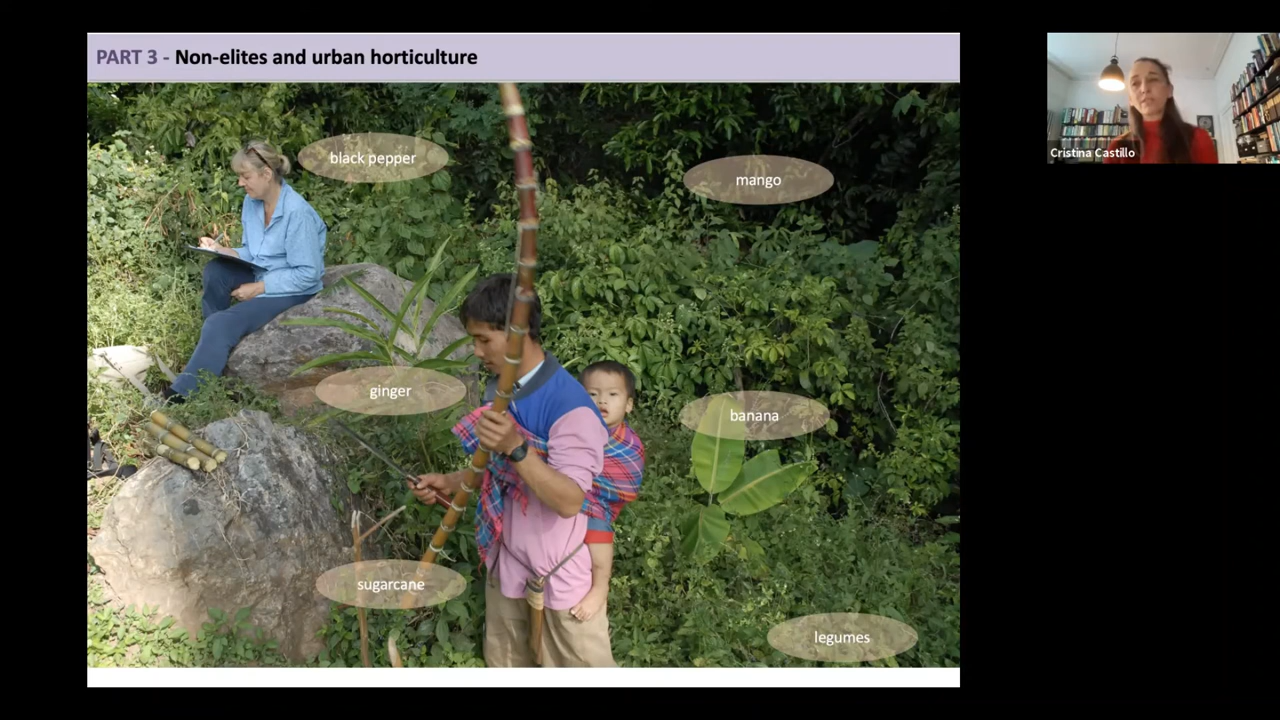 PART 3 - Non-elites and urban horticulture
black pepper
mango
Cristina Castillo
ginger
banana
sugarcane
legumes